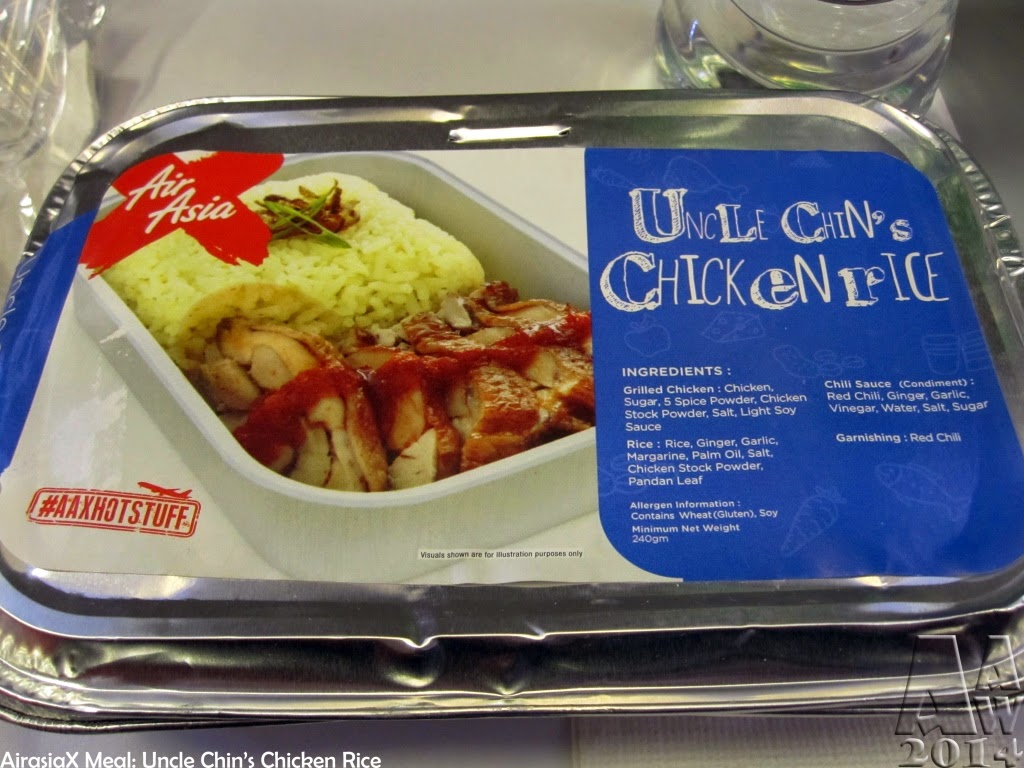 Air
Asia
UNCLE CHIN'S
CHICKEN RICE
INGREDIENTS :
Grilled Chicken : Chicken,
Sugar, 5 Spice Powder, Chicken
Stock Powder, Salt, Light Soy
Sauce
Rice : Rice, Ginger, Garlic,
Margarine, Palm Oil, Salt,
Chicken Stock Powder,
Pandan Leaf
Allergen Information :
Contains Wheat(Gluten), Soy
Minimum Net Weight
240gm
Chili Sauce (Condiment) :
Red Chili, Ginger, Garlic,
Vinegar, Water, Salt, Sugar
Garnishing : Red Chili
#AAXHOTSTUFF
Visuals shown are for illustration purposes only
AirasiaX Meal: Uncle Chin's Chicken Rice
2014